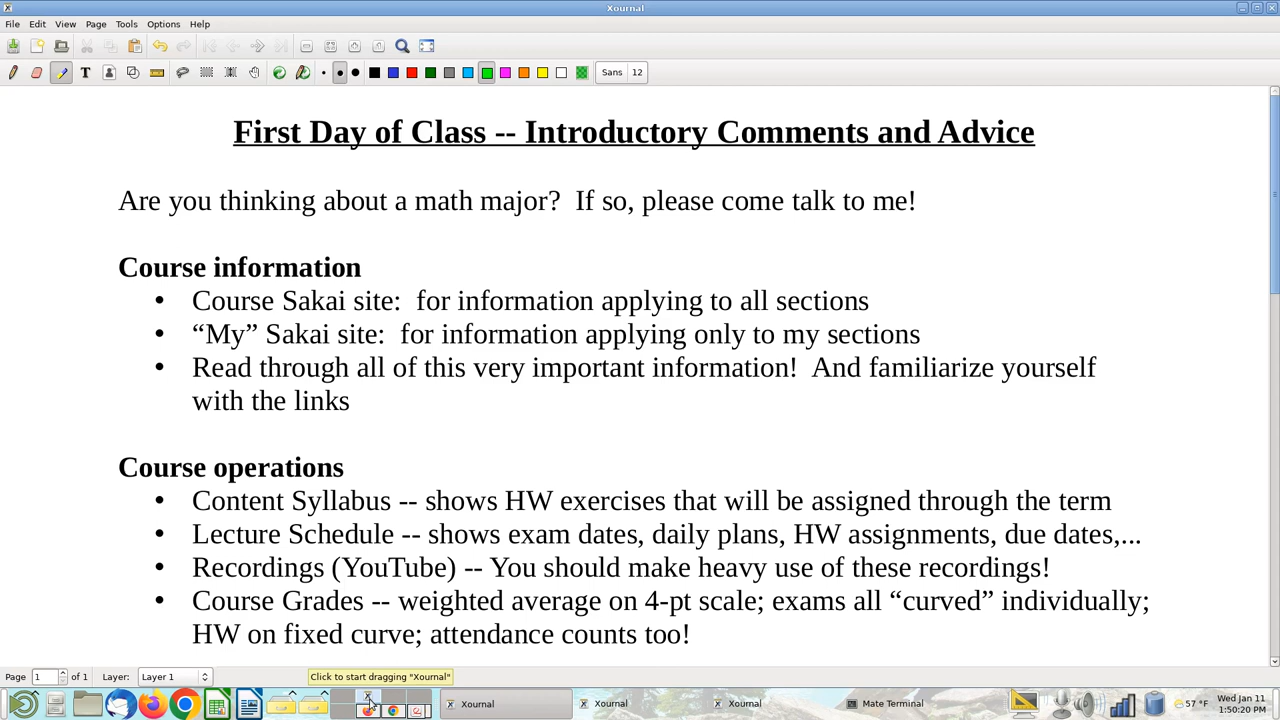 Xournal
File Edit View Page Tools Options Help
T Sans 12
First Day of Class -- Introductory Comments and Advice
Are you thinking about a math major?  If so, please come talk to me!
Course information
• Course Sakai site:  for information applying to all sections
• “My” Sakai site:  for information applying only to my sections
• Read through all of this very important information!  And familiarize yourself
with the links
Course operations
• Content Syllabus -- shows HW exercises that will be assigned through the term
• Lecture Schedule -- shows exam dates, daily plans, HW assignments, due dates,...
• Recordings (YouTube) -- You should make heavy use of these recordings!
• Course Grades -- weighted average on 4-pt scale; exams all “curved” individually;
HW on fixed curve; attendance counts too!
Page 1 of 1 Layer: Layer 1 Click to start dragging "Xournal"
Xournal Xournal Xournal Mate Terminal 57 °F Wed Jan 11
1:50:20 PM